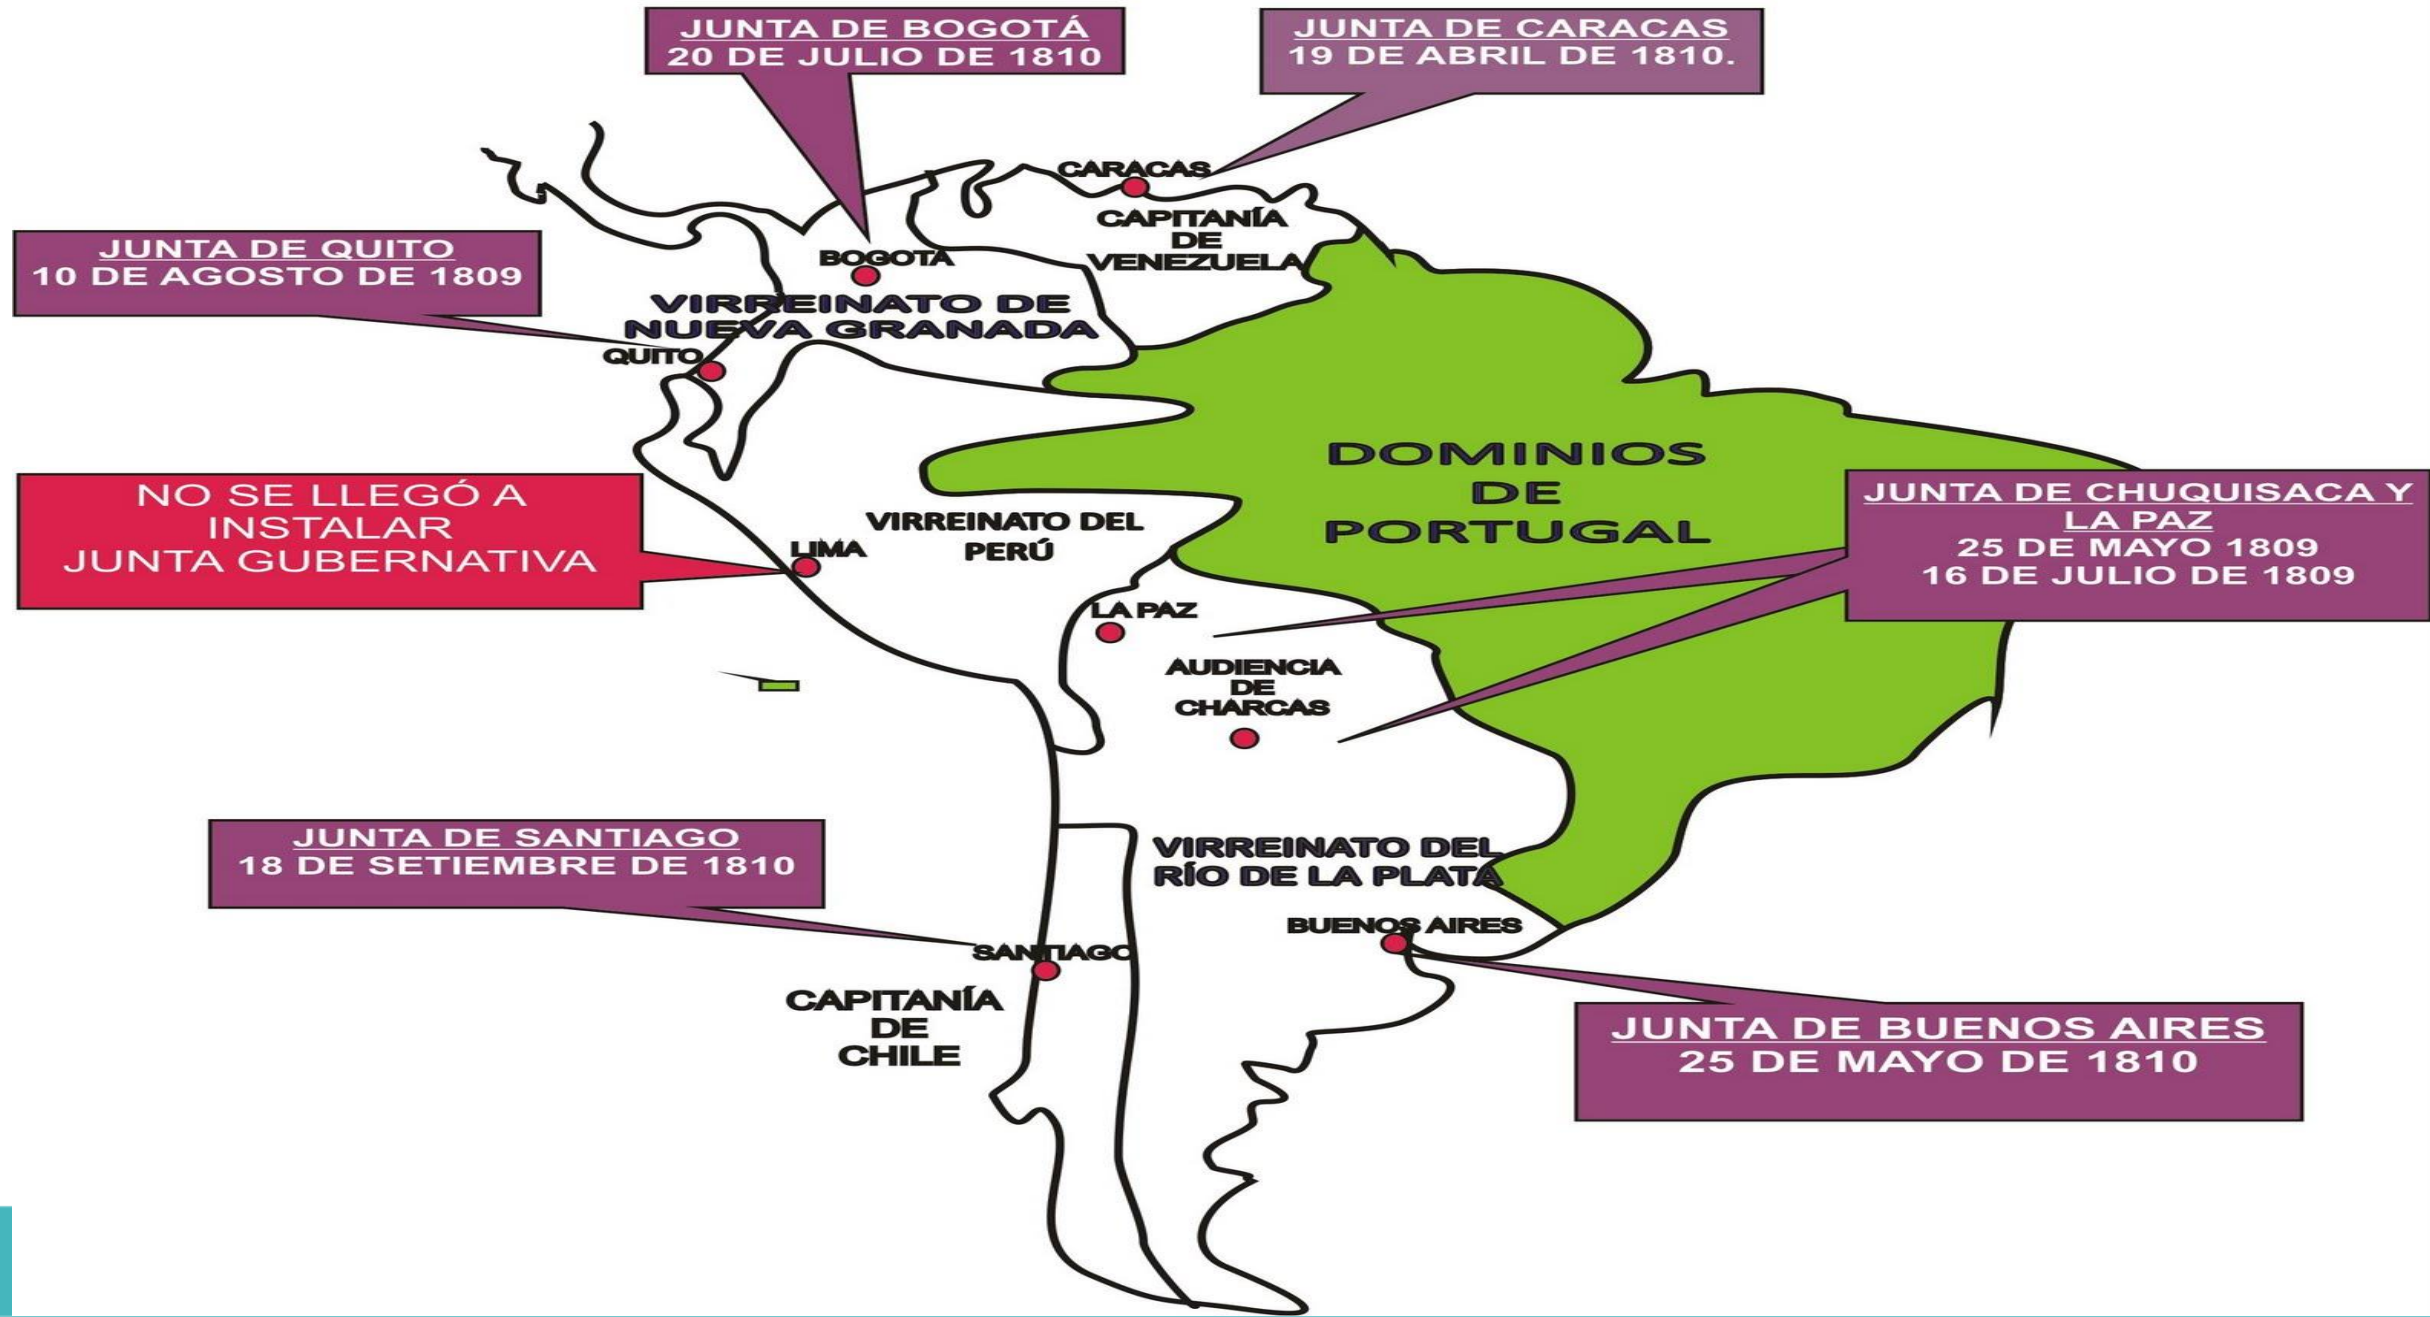 JUNTA DE BOGOTÁ
20 DE JULIO DE 1810
JUNTA DE CARACAS
19 DE ABRIL DE 1810.
CARACAS
CAPITANÍA
DE
VENEZUELA
JUNTA DE QUITO
10 DE AGOSTO DE 1809
BOGOTA
VIRREINATO DE
NUEVA GRANADA
QUITO
DOMINIOS
DE
PORTUGAL
NO SE LLEGÓ A
INSTALAR
JUNTA GUBERNATIVA
LIMA
VIRREINATO DEL
PERÚ
JUNTA DE CHUQUISACA Y
LA PAZ
25 DE MAYO 1809
16 DE JULIO DE 1809
LA PAZ
AUDIENCIA
DE
CHARCAS
JUNTA DE SANTIAGO
18 DE SETIEMBRE DE 1810
VIRREINATO DEL
RÍO DE LA PLATA
BUENOS AIRES
SANTIAGO
CAPITANÍA
DE
CHILE
JUNTA DE BUENOS AIRES
25 DE MAYO DE 1810